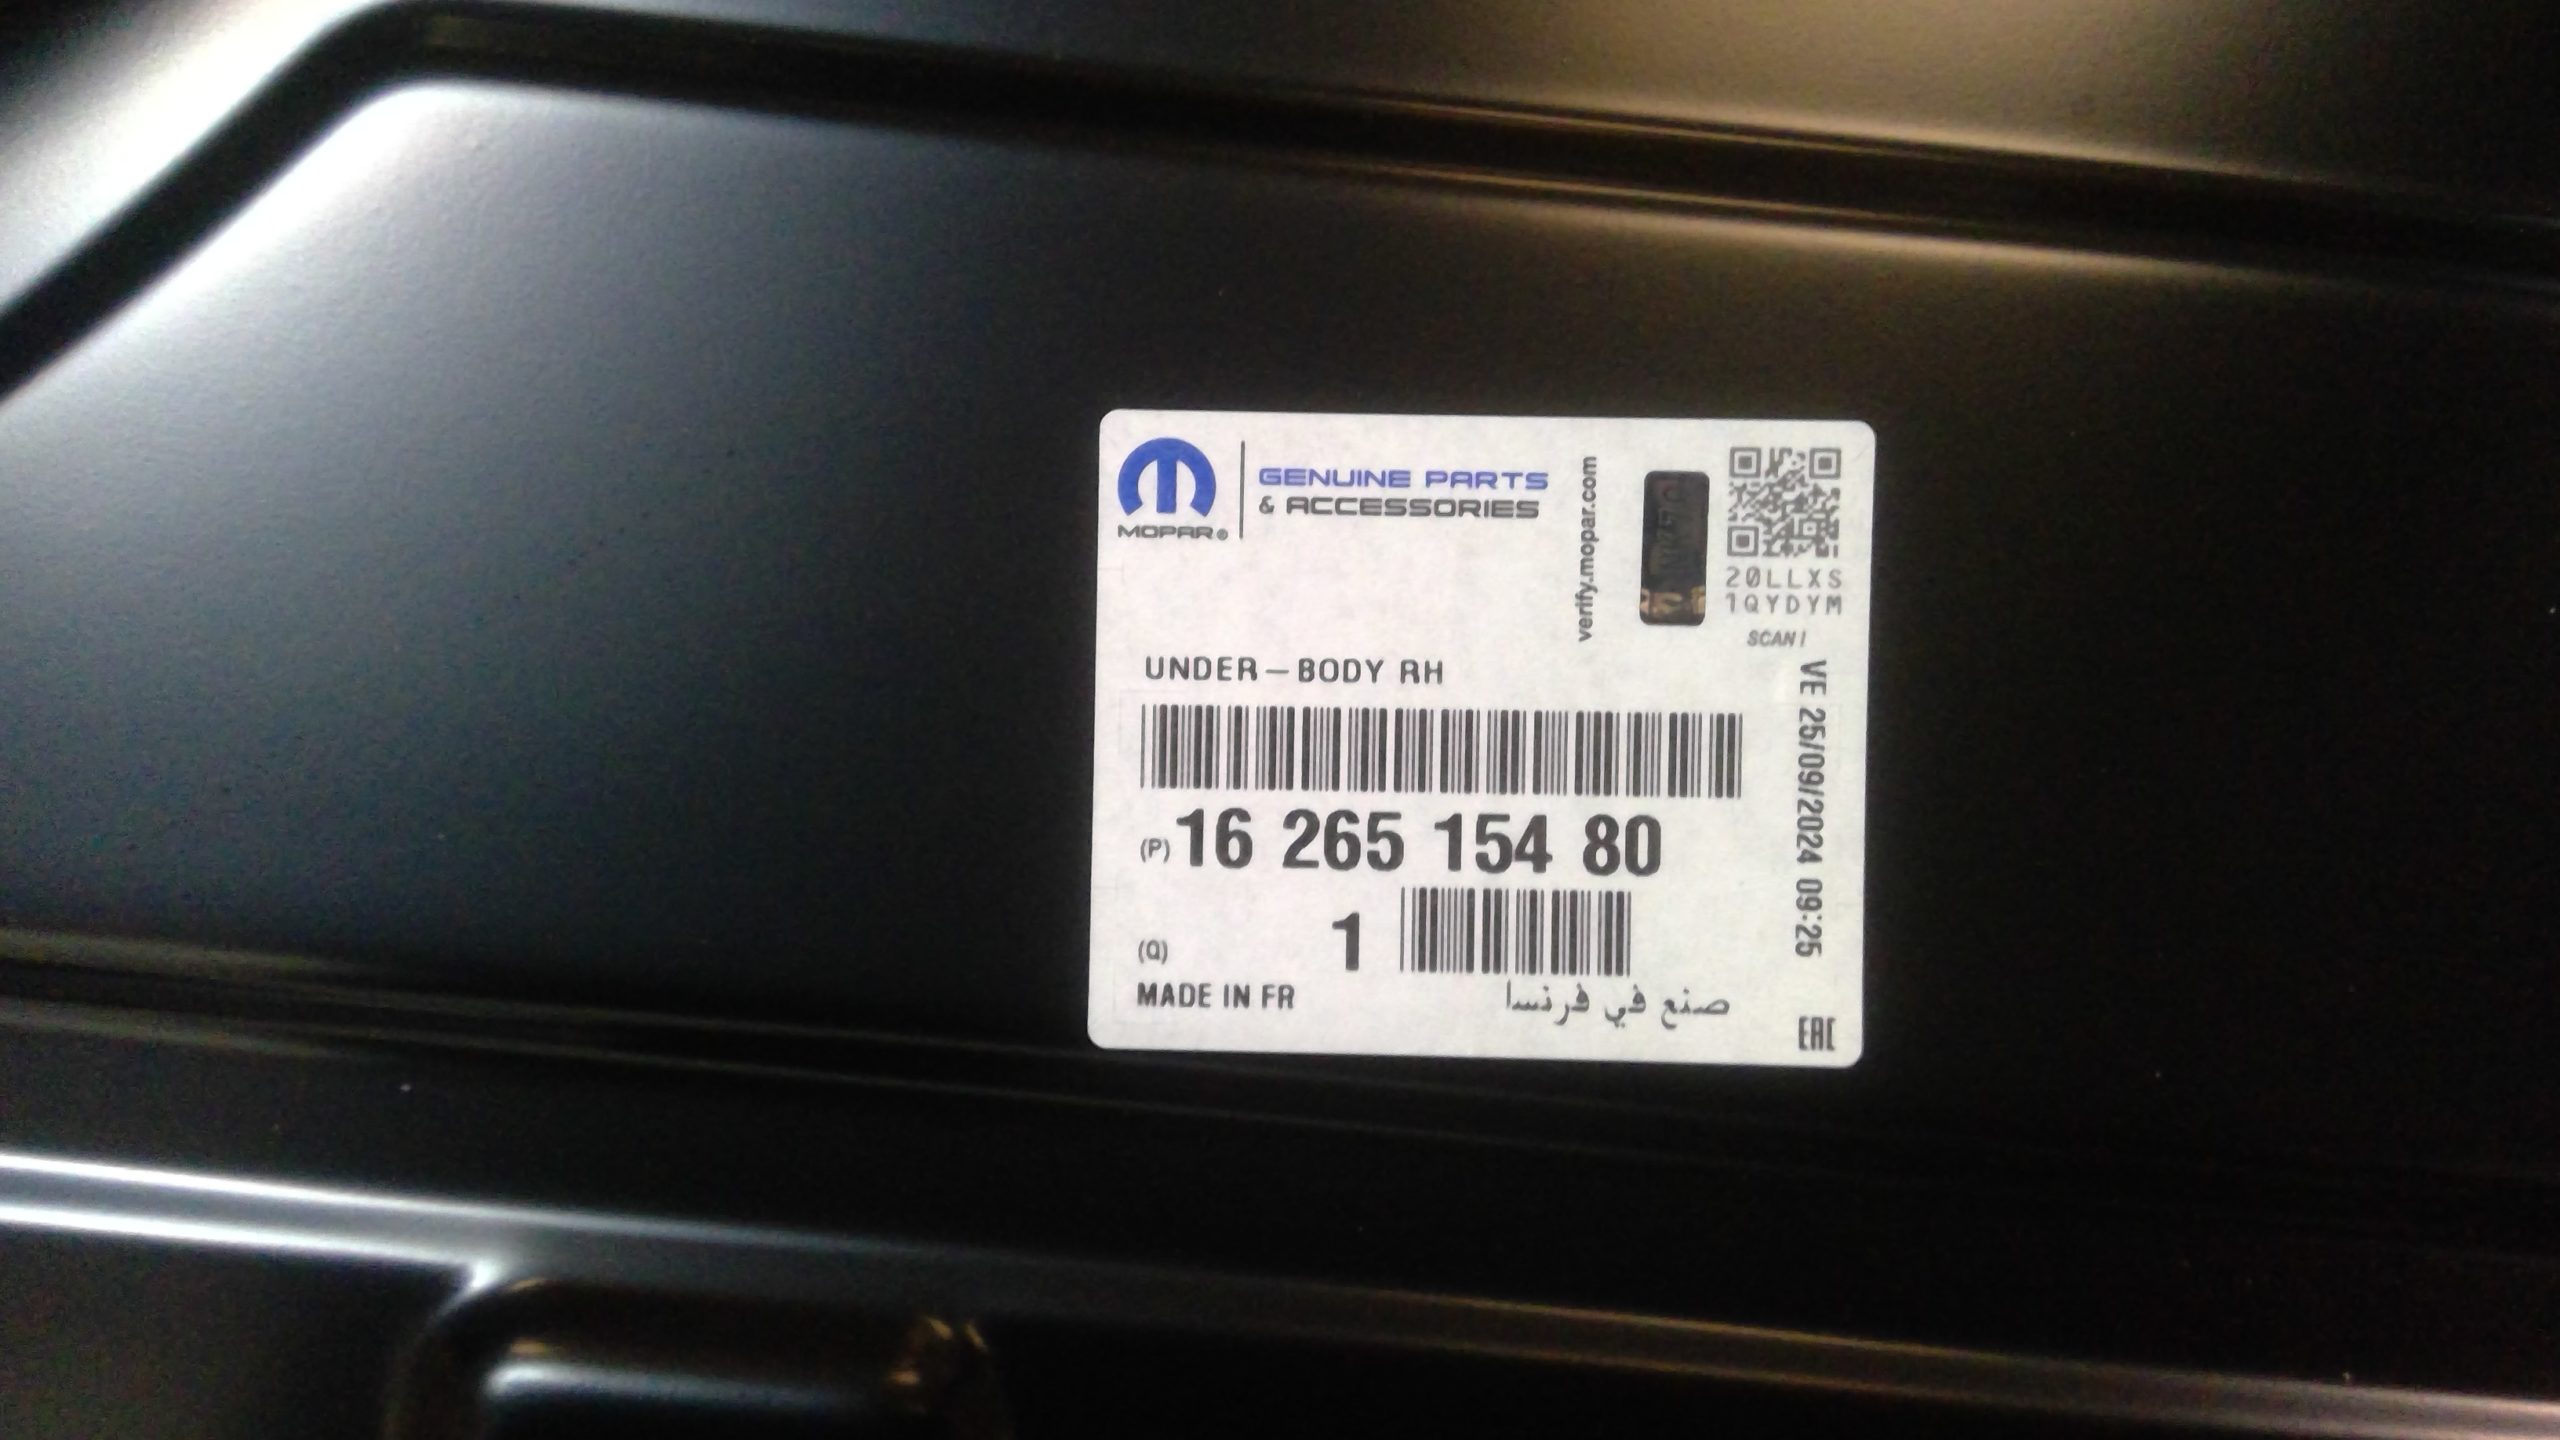 MOPAR®
GENUINE PARTS
& ACCESSORIES
verify.mopar.com
20LLXS
1QYDYM
SCAN!
UNDER-BODY RH
(P) 16 265 154 80
(Q) 1
MADE IN FR
صنع في فرنسا
VE 25/09/2024 09:25
EAC